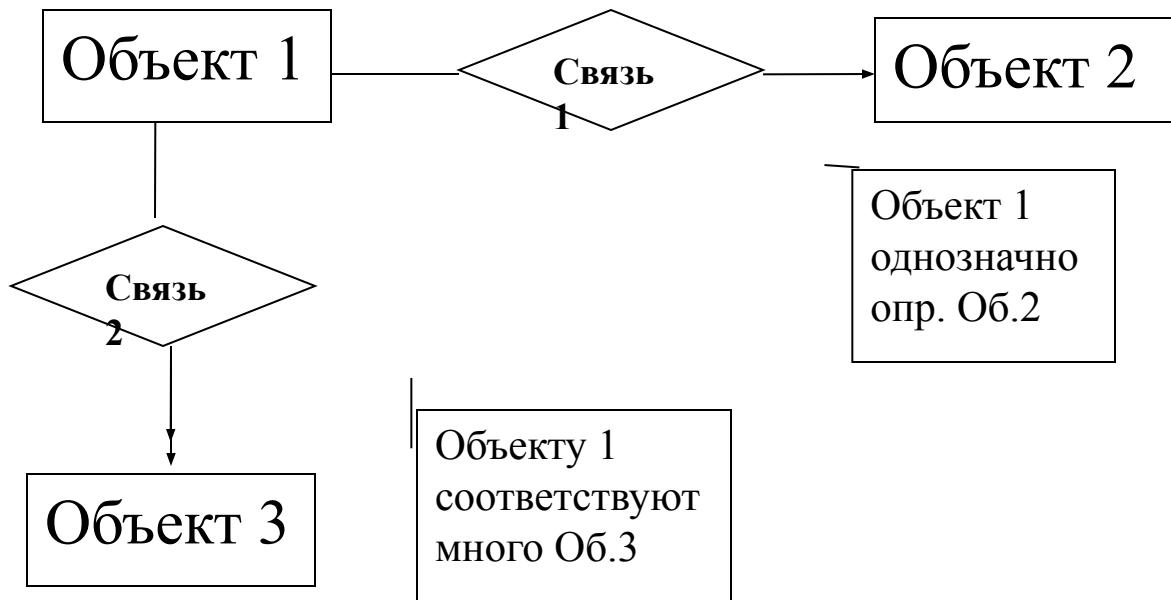 Объект 1
Связь
1
Объект 2
Объект 1
однозначно
опр. Об.2
Связь
2
Объекту 1
соответствуют
много Об.3
Объект 3